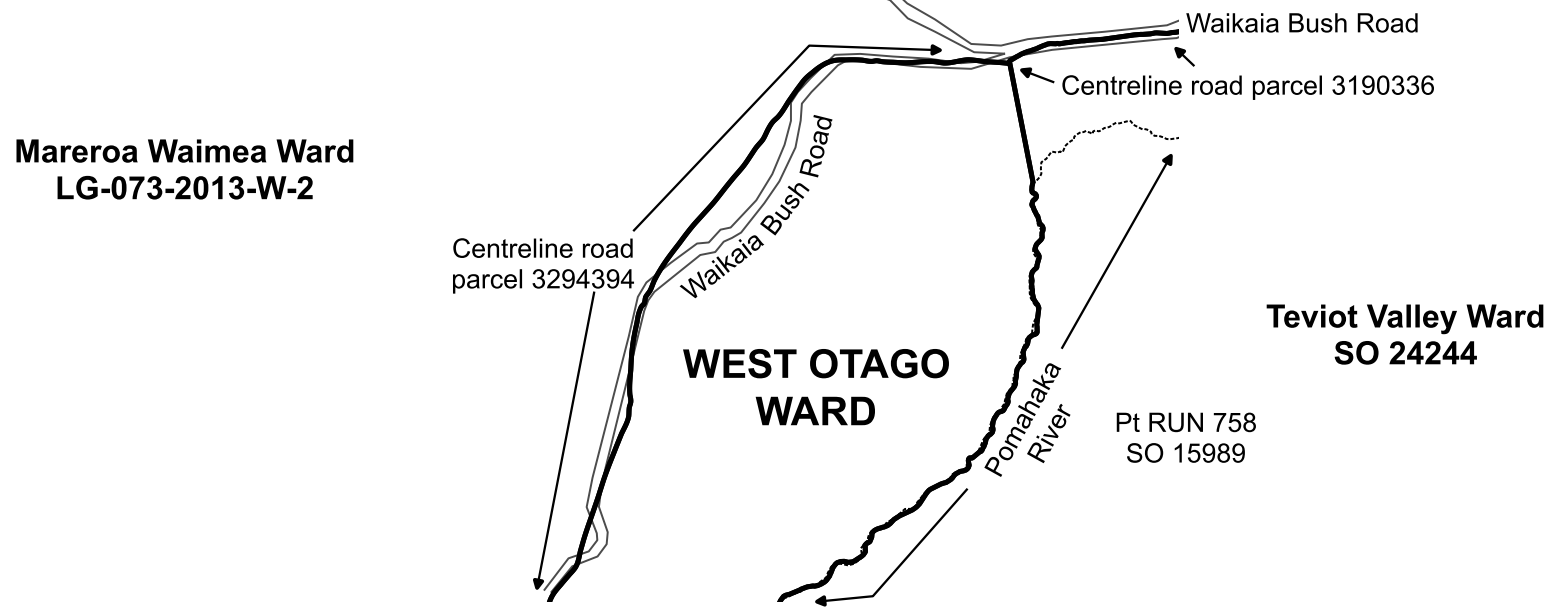 Waikaia Bush Road
Centreline road parcel 3190336
Mareroa Waimea Ward
LG-073-2013-W-2
Waikaia Bush Road
Centreline road
parcel 3294394
WEST OTAGO
WARD
Teviot Valley Ward
SO 24244
Pomahaka
River
Pt RUN 758
SO 15989